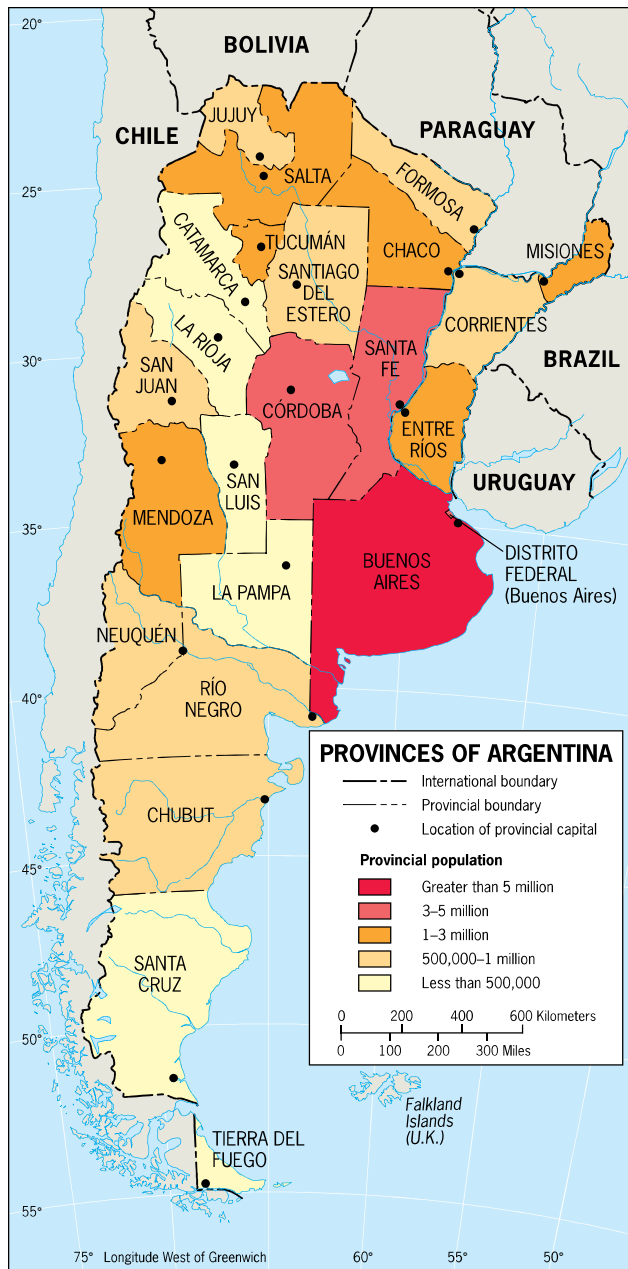 20°
BOLIVIA
JUJUY
CHILE
PARAGUAY
25°
SALTA
FORMOSA
CATAMARCA
TUCUMÁN
CHACO
MISIONES
SANTIAGO
DEL
ESTERO
LA RIOJA
CORRIENTES
30°
SAN
JUAN
SANTA
FE
BRAZIL
CÓRDOBA
ENTRE
RÍOS
SAN
LUIS
URUGUAY
35°
MENDOZA
BUENOS
AIRES
DISTRITO
FEDERAL
(Buenos Aires)
LA PAMPA
NEUQUÉN
RÍO
NEGRO
40°
PROVINCES OF ARGENTINA
International boundary
Provincial boundary
Location of provincial capital
CHUBUT
Provincial population
Greater than 5 million
3–5 million
1–3 million
500,000–1 million
Less than 500,000
45°
SANTA
CRUZ
0 200 400 600 Kilometers
0 100 200 300 Miles
50°
Falkland
Islands
(U.K.)
TIERRA DEL
FUEGO
55°
75° Longitude West of Greenwich 60° 55° 50°